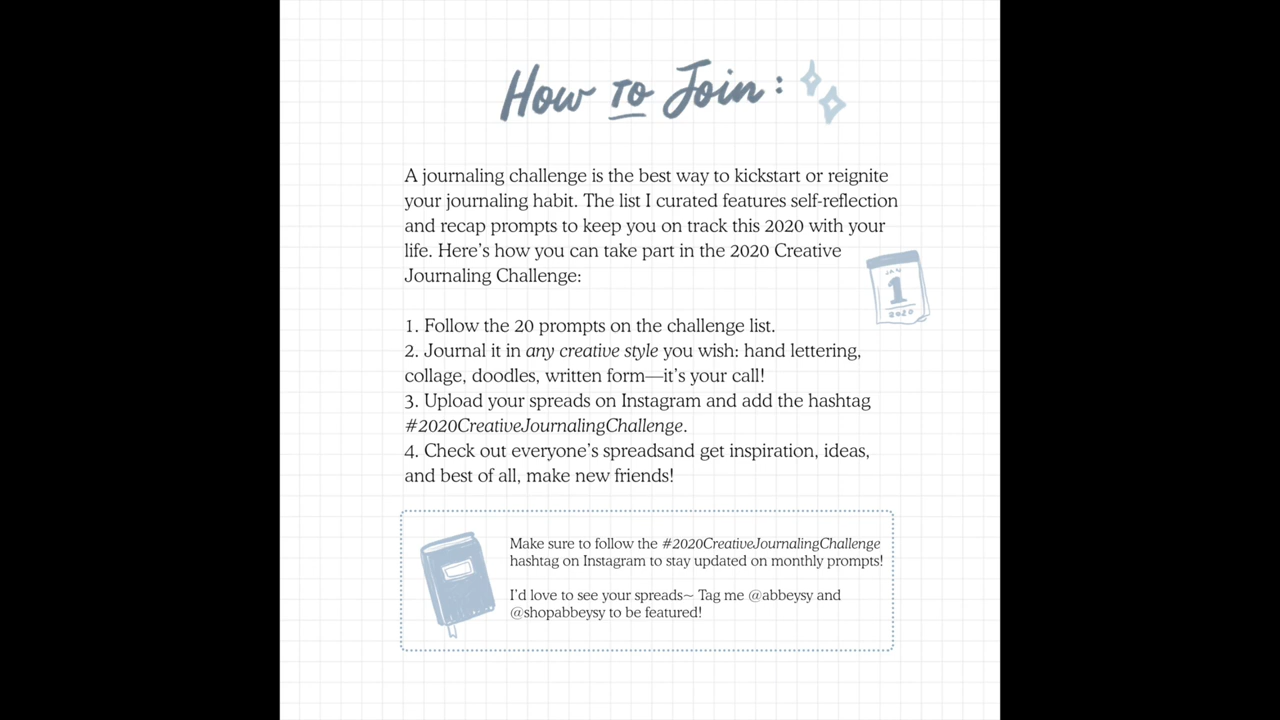 How to Join:
A journaling challenge is the best way to kickstart or reignite
your journaling habit. The list I curated features self-reflection
and recap prompts to keep you on track this 2020 with your
life. Here's how you can take part in the 2020 Creative
Journaling Challenge:
JAN
1
2020
1. Follow the 20 prompts on the challenge list.
2. Journal it in any creative style you wish: hand lettering,
collage, doodles, written form—it's your call!
3. Upload your spreads on Instagram and add the hashtag
#2020CreativeJournalingChallenge.
4. Check out everyone's spreadsand get inspiration, ideas,
and best of all, make new friends!
Make sure to follow the #2020CreativeJournalingChallenge
hashtag on Instagram to stay updated on monthly prompts!
I'd love to see your spreads~ Tag me @abbeysy and
@shopabbeysy to be featured!